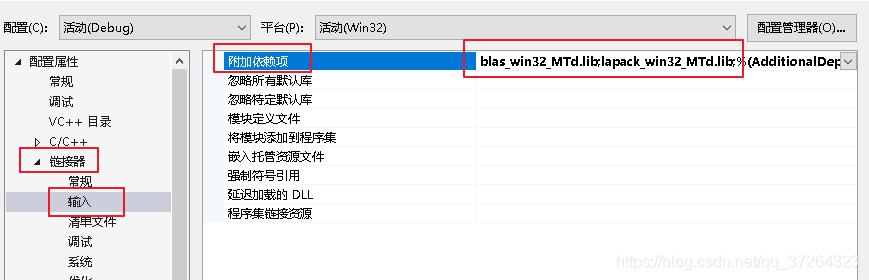 配置(C): 活动(Debug) 平台(P): 活动(Win32) 配置管理器(O)...
配置属性
常规
调试
VC++ 目录
C/C++
链接器
常规
输入
清单文件
调试
系统
优化
附加依赖项 blas_win32_MTd.lib;lapack_win32_MTd.lib;%(AdditionalDep
忽略所有默认库
忽略特定默认库
模块定义文件
将模块添加到程序集
嵌入托管资源文件
强制符号引用
延迟加载的 DLL
程序集链接资源
https://blog.csdn.net/qq_37264323